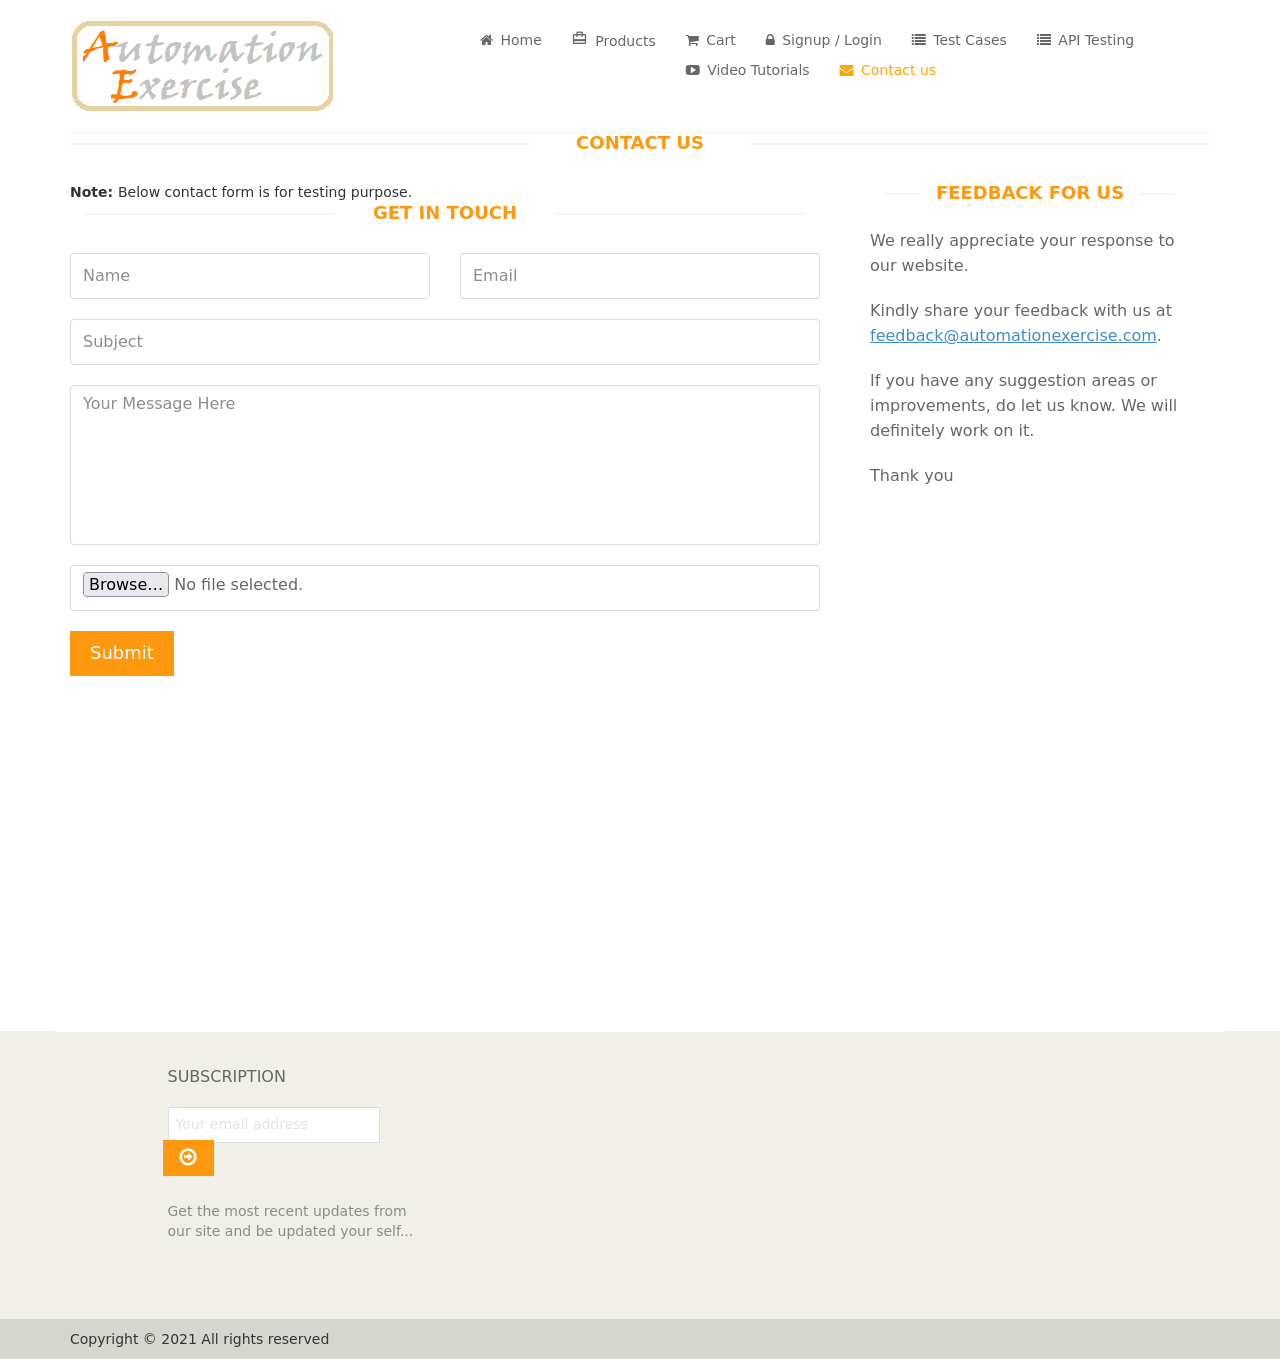 Automation
Exercise
Home
Products
Cart
Signup / Login
Test Cases
API Testing
Video Tutorials
Contact us
CONTACT US
Note: Below contact form is for testing purpose.
GET IN TOUCH
Name
Email
Subject
Your Message Here
Browse... No file selected.
Submit
FEEDBACK FOR US
We really appreciate your response to
our website.
Kindly share your feedback with us at
feedback@automationexercise.com.
If you have any suggestion areas or
improvements, do let us know. We will
definitely work on it.
Thank you
SUBSCRIPTION
Your email address
Get the most recent updates from
our site and be updated your self...
Copyright © 2021 All rights reserved